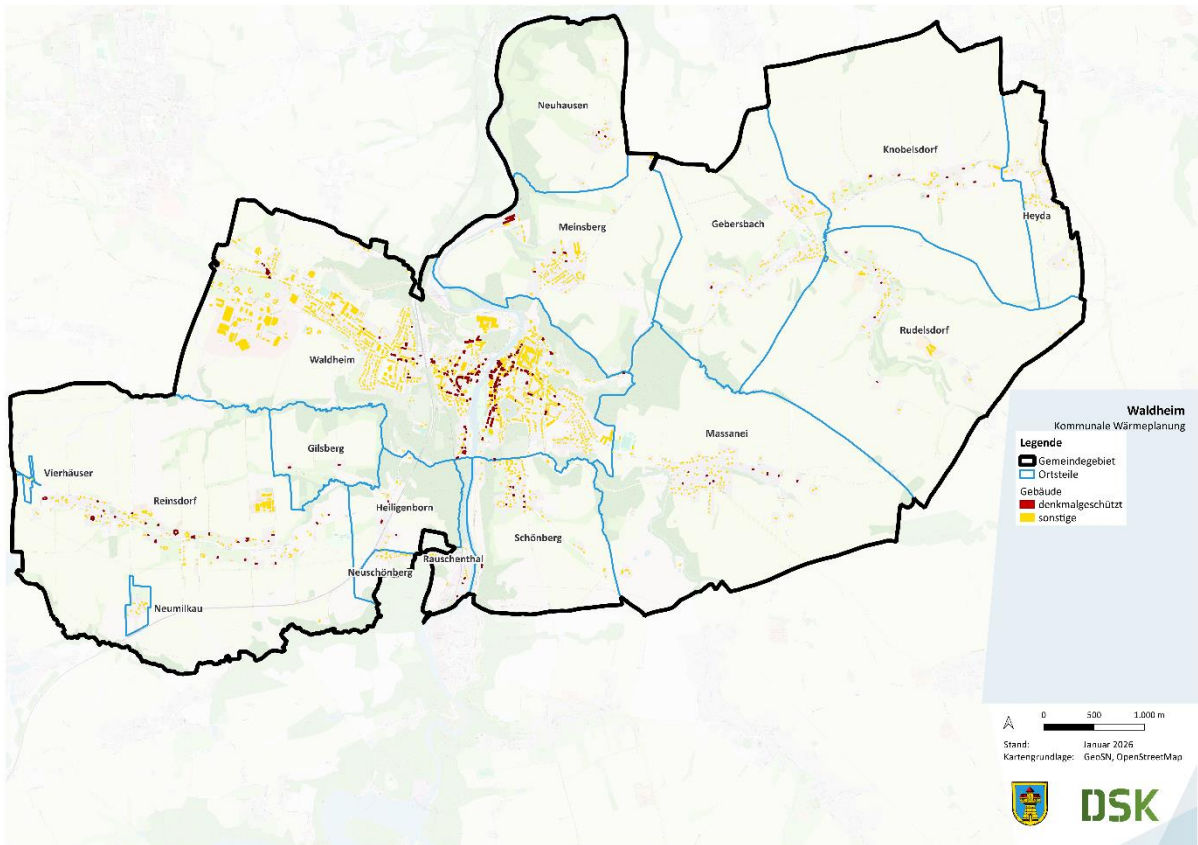 Neuhausen
Knobelsdorf
Heyda
Gebersbach
Meinsberg
Rudelsdorf
Waldheim
Massanei
Gilsberg
Vierhäuser
Reinsdorf
Heiligenborn
Schönberg
Rauschenthal
Neuschönberg
Neumilkau
Waldheim
Kommunale Wärmeplanung
Legende
Gemeindegebiet
Ortsteile
Gebäude
denkmalgeschützt
sonstige
0 500 1.000 m
Stand: Januar 2026
Kartengrundlage: GeoSN, OpenStreetMap
DSK